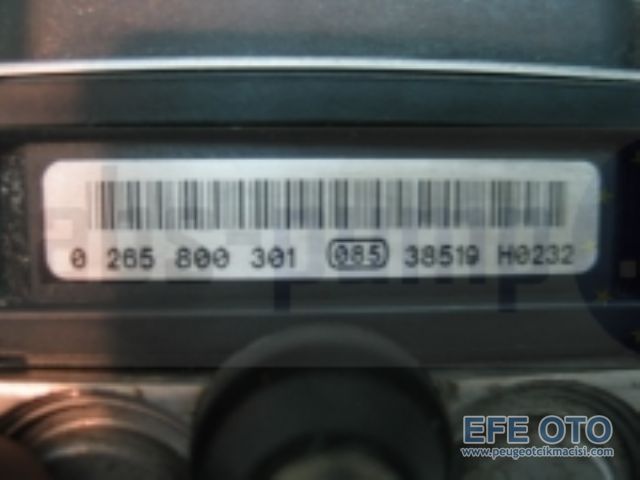 0 265 800 301 085 38519 H0232
EFE OTO
www.peugeotcikmacisi.com